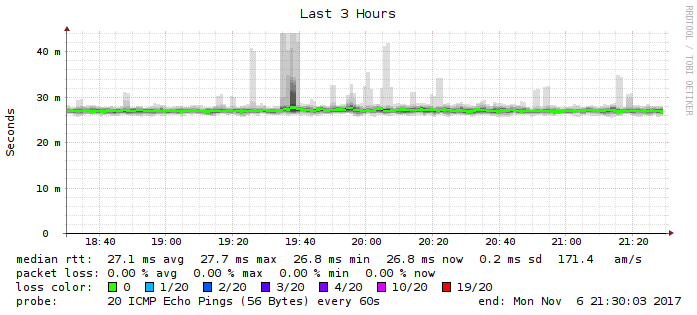 Last 3 Hours
RRDTOOL / TOBI OETIKER
Seconds
40 m
30 m
20 m
10 m
0
18:40 19:00 19:20 19:40 20:00 20:20 20:40 21:00 21:20
median rtt: 27.1 ms avg 27.7 ms max 26.8 ms min 26.8 ms now 0.2 ms sd 171.4 am/s
packet loss: 0.00 % avg 0.00 % max 0.00 % min 0.00 % now
loss color: 0 1/20 2/20 3/20 4/20 10/20 19/20
probe: 20 ICMP Echo Pings (56 Bytes) every 60s end: Mon Nov 6 21:30:03 2017